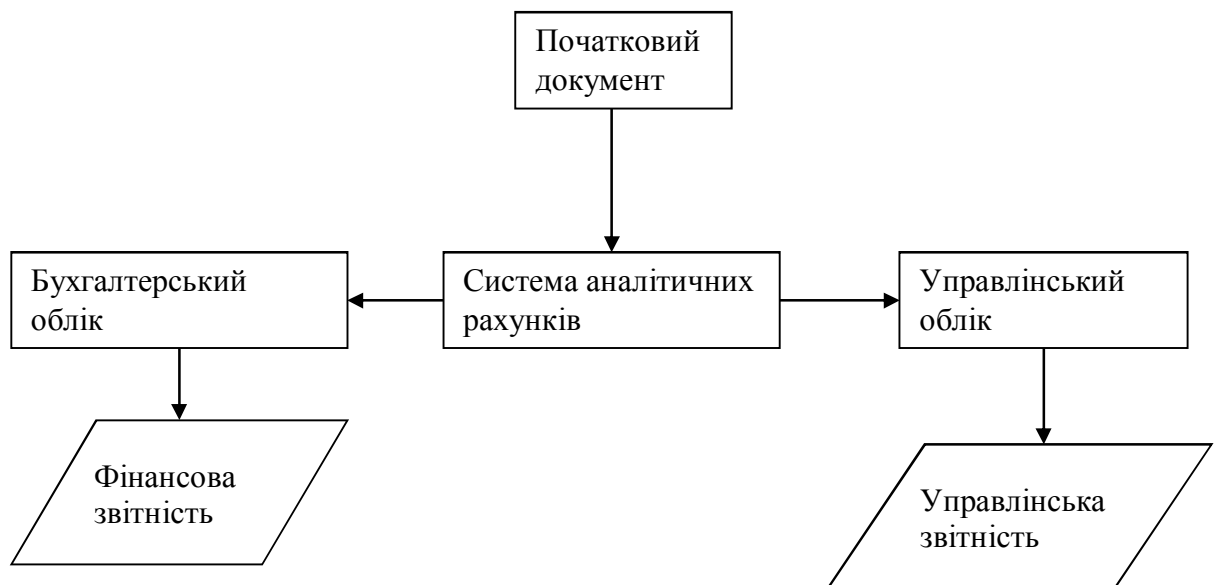 Початковий
документ
Бухгалтерський
облік
Система аналітичних
рахунків
Управлінський
облік
Фінансова
звітність
Управлінська
звітність